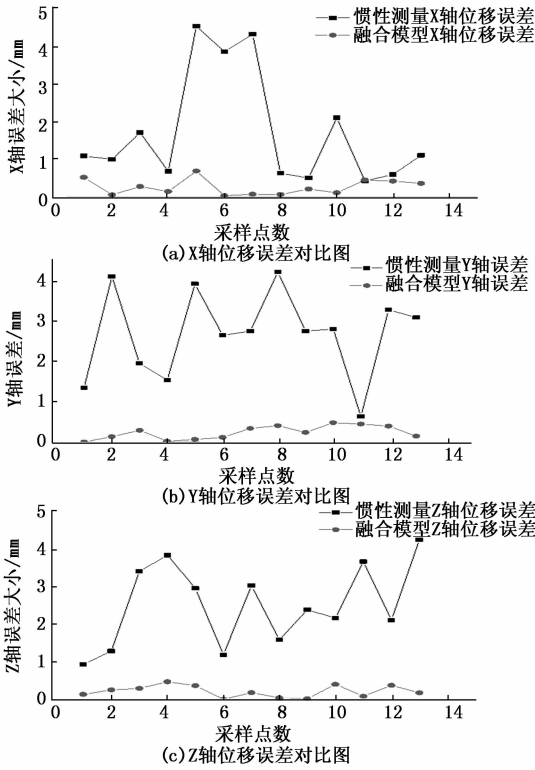 惯性测量X轴位移误差
融合模型X轴位移误差
X轴误差大小/mm
5
4
3
2
1
0
0 2 4 6 8 10 12 14
采样点数
(a)X轴位移误差对比图
惯性测量Y轴误差
融合模型Y轴误差
Y轴误差/mm
4
3
2
1
0
0 2 4 6 8 10 12 14
采样点数
(b)Y轴位移误差对比图
惯性测量Z轴位移误差
融合模型Z轴位移误差
Z轴误差大小/mm
5
4
3
2
1
0
0 2 4 6 8 10 12 14
采样点数
(c)Z轴位移误差对比图